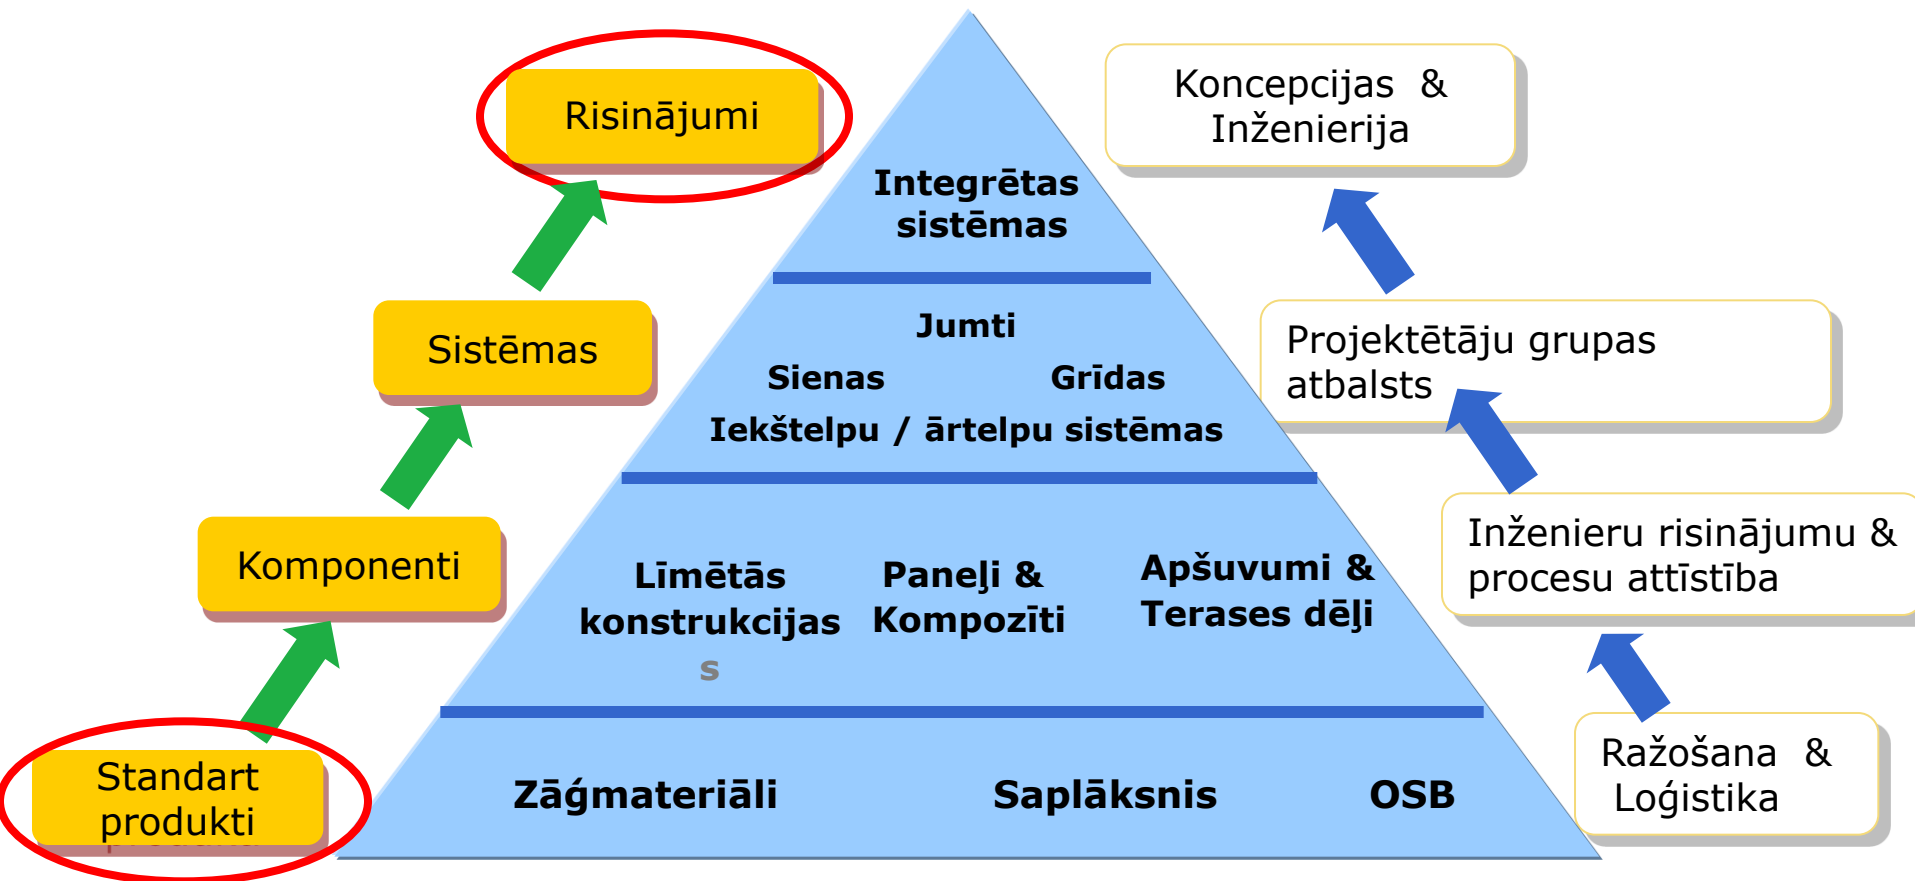 Risinājumi
Koncepcijas &
Inženierija
Integrētas
sistēmas
Sistēmas
Jumti
Sienas Grīdas
Iekštelpu / ārtelpu sistēmas
Projektētāju grupas
atbalsts
Komponenti
Līmētās
konstrukcijas
s
Paneļi &
Kompozīti
Apšuvumi &
Terases dēļi
Inženieru risinājumu &
procesu attīstība
Standart
produkti
Zāģmateriāli Saplāksnis OSB
Ražošana &
Loģistika